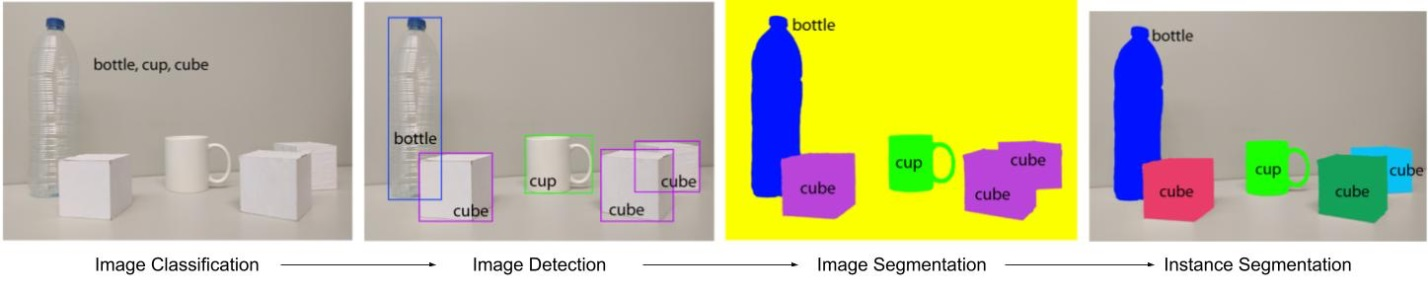 bottle, cup, cube
bottle
cup
cube
cube
cube
bottle
cup
cube
cube
cube
bottle
cup
cube
cube
cube
Image Classification
Image Detection
Image Segmentation
Instance Segmentation